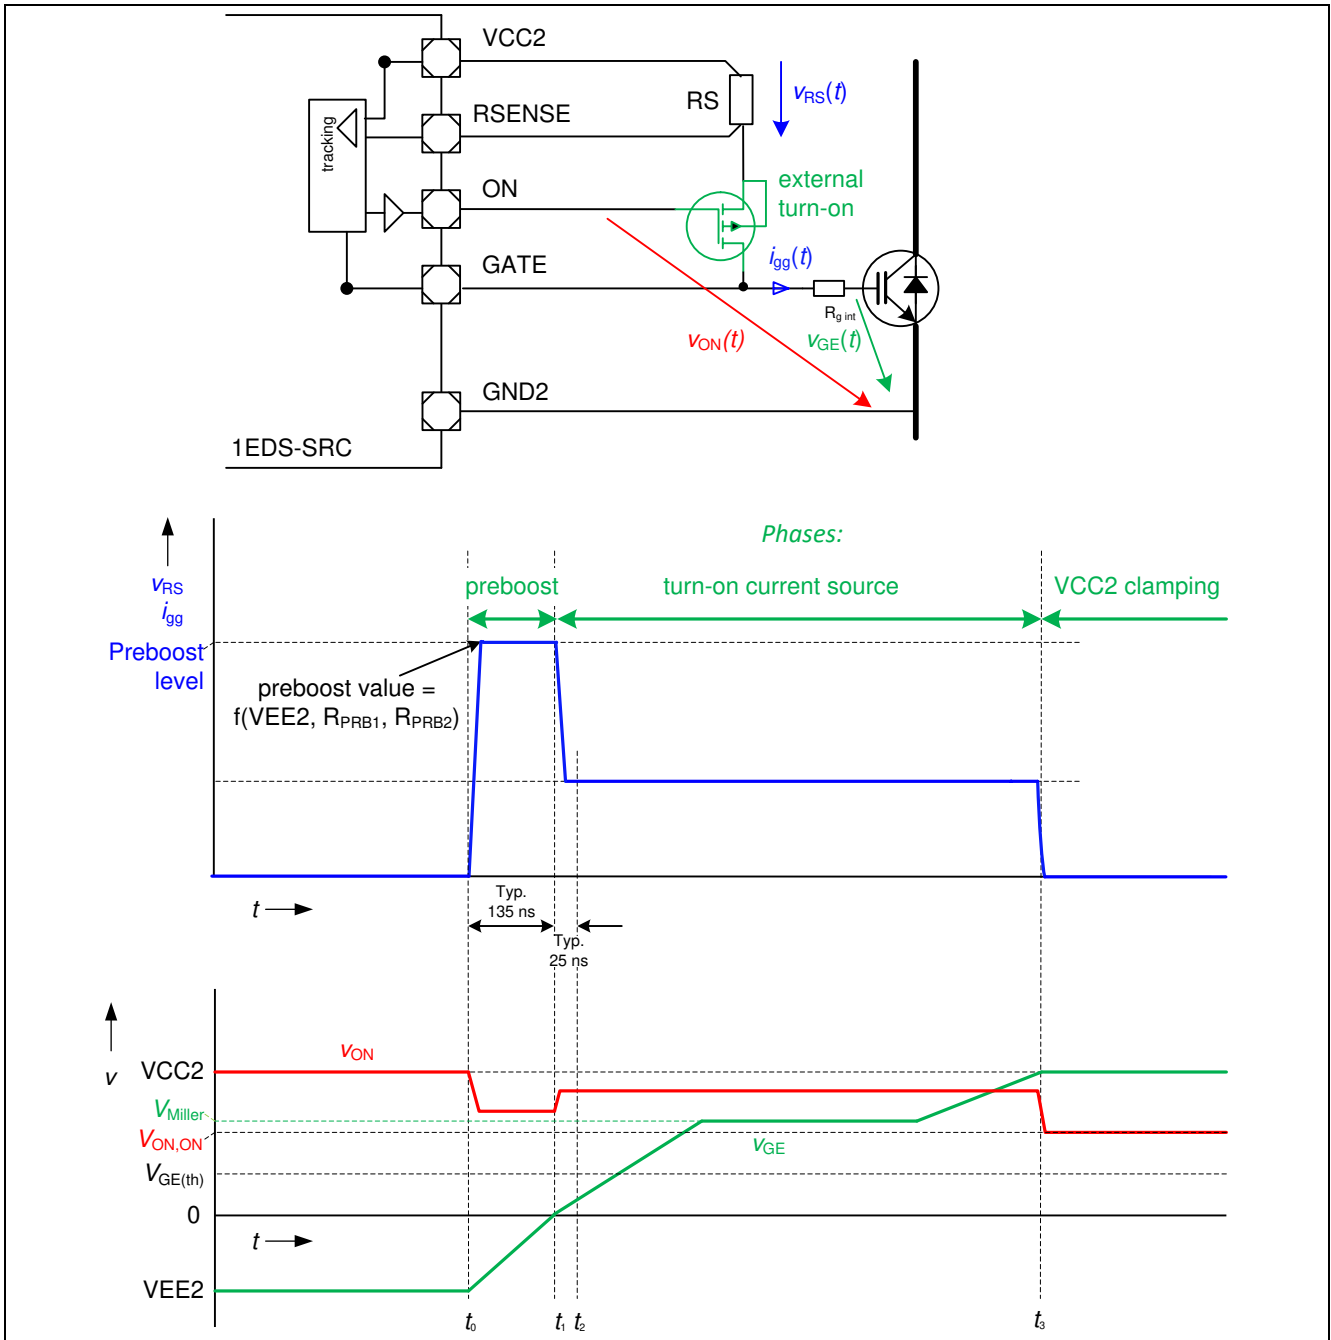 VCC2
RS
vRS(t)
RSENSE
tracking
external
turn-on
ON
GATE
igg(t)
Rg int
vON(t)
vGE(t)
GND2
1EDS-SRC
Phases:
vRS
igg
preboost
turn-on current source
VCC2 clamping
Preboost
level
preboost value =
f(VEE2, RPRB1, RPRB2)
Typ.
135 ns
t
Typ.
25 ns
v
VCC2
vON
VMiller
VON,ON
vGE
VGE(th)
0
t
VEE2
t0
t1
t2
t3